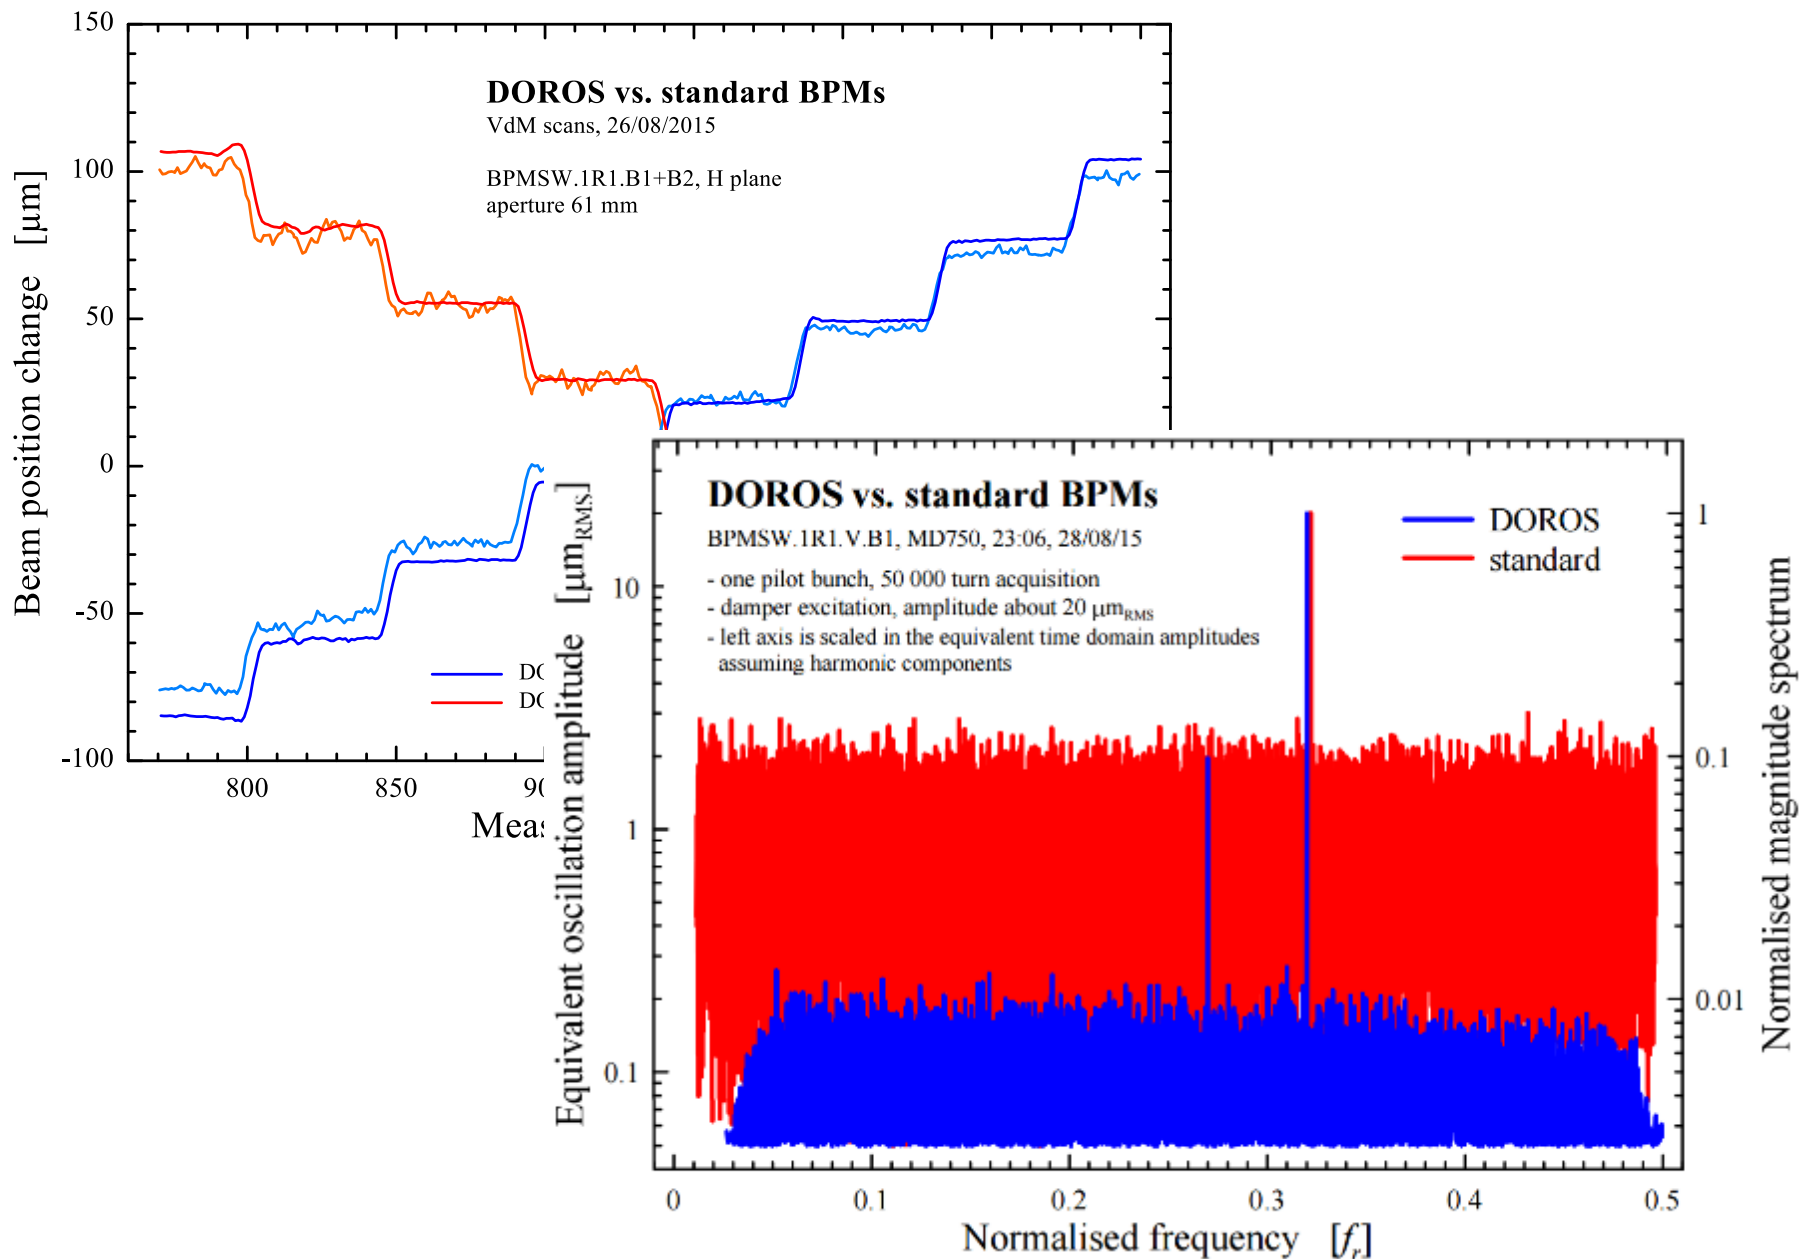 150
100
50
0
-50
-100
Beam position change [µm]
DOROS vs. standard BPMs
VdM scans, 26/08/2015
BPMSW.1R1.B1+B2, H plane
aperture 61 mm
800
850
DOROS vs. standard BPMs
BPMSW.1R1.V.B1, MD750, 23:06, 28/08/15
- one pilot bunch, 50 000 turn acquisition
- damper excitation, amplitude about 20 µmRMS
- left axis is scaled in the equivalent time domain amplitudes
assuming harmonic components
DOROS
standard
Equivalent oscillation amplitude [µmRMS]
10
1
0.1
1
0.1
0.01
Normalised magnitude spectrum
0
0.1
0.2
0.3
0.4
0.5
Normalised frequency [fr]